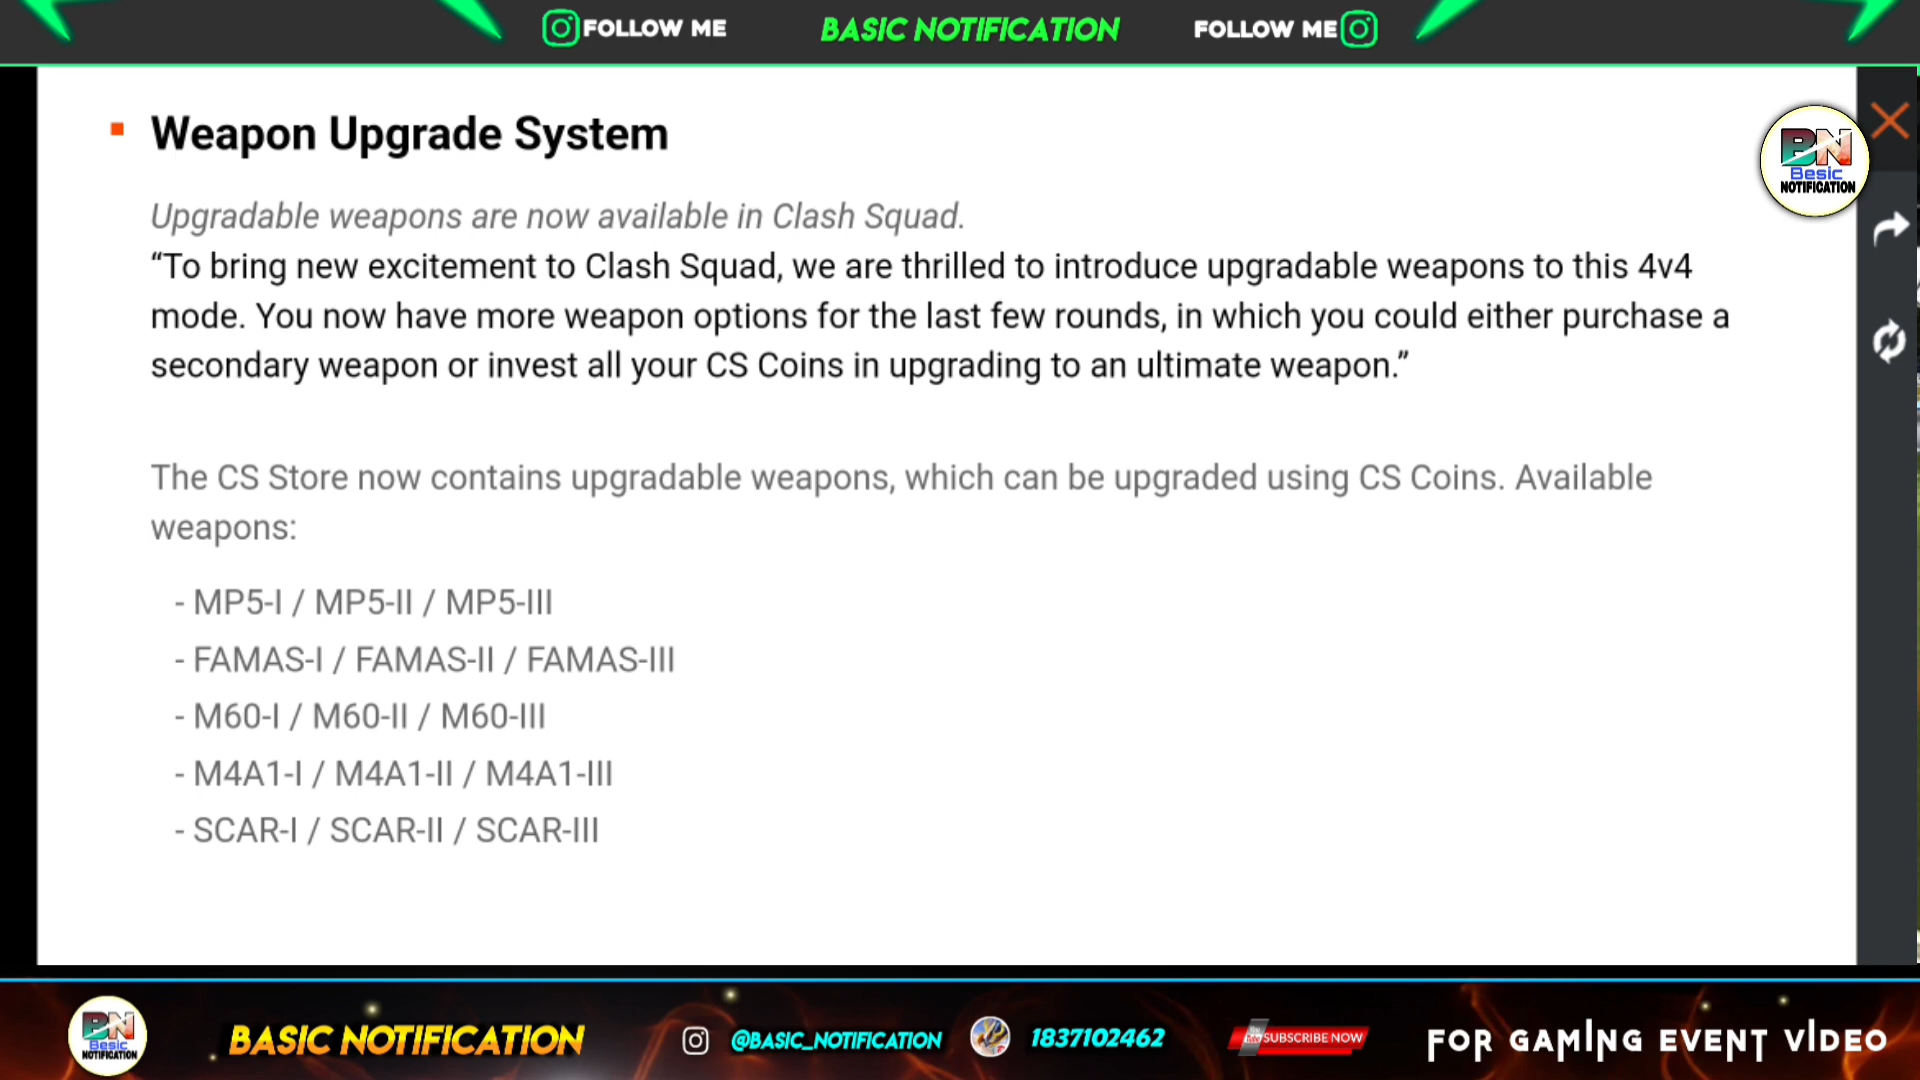 FOLLOW ME
BASIC NOTIFICATION
FOLLOW ME
Weapon Upgrade System
BN
Besic
NOTIFICATION
Upgradable weapons are now available in Clash Squad.
“To bring new excitement to Clash Squad, we are thrilled to introduce upgradable weapons to this 4v4
mode. You now have more weapon options for the last few rounds, in which you could either purchase a
secondary weapon or invest all your CS Coins in upgrading to an ultimate weapon.”
The CS Store now contains upgradable weapons, which can be upgraded using CS Coins. Available
weapons:
- MP5-I / MP5-II / MP5-III
- FAMAS-I / FAMAS-II / FAMAS-III
- M60-I / M60-II / M60-III
- M4A1-I / M4A1-II / M4A1-III
- SCAR-I / SCAR-II / SCAR-III
BN
Besic
NOTIFICATION
BASIC NOTIFICATION
@BASIC_NOTIFICATION
1837102462
You Tube SUBSCRIBE NOW
FOR GAMING EVENT VIDEO